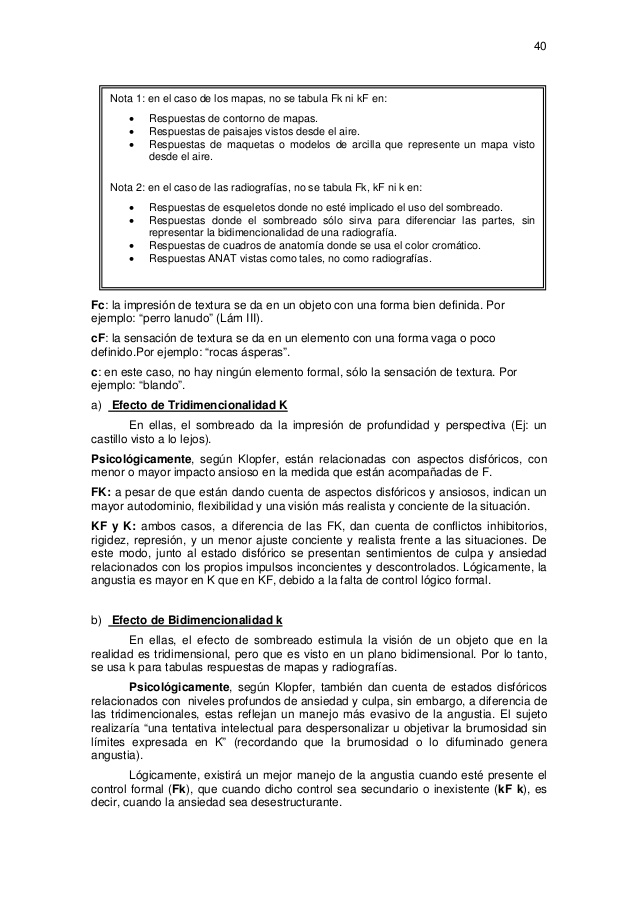 40
Nota 1: en el caso de los mapas, no se tabula Fk ni kF en:
• Respuestas de contorno de mapas.
• Respuestas de paisajes vistos desde el aire.
• Respuestas de maquetas o modelos de arcilla que represente un mapa visto
desde el aire.
Nota 2: en el caso de las radiografías, no se tabula Fk, kF ni k en:
• Respuestas de esqueletos donde no esté implicado el uso del sombreado.
• Respuestas donde el sombreado sólo sirva para diferenciar las partes, sin
representar la bidimencionalidad de una radiografía.
• Respuestas de cuadros de anatomía donde se usa el color cromático.
• Respuestas ANAT vistas como tales, no como radiografías.
Fc: la impresión de textura se da en un objeto con una forma bien definida. Por
ejemplo: “perro lanudo” (Lám III).
cF: la sensación de textura se da en un elemento con una forma vaga o poco
definido.Por ejemplo: “rocas ásperas”.
c: en este caso, no hay ningún elemento formal, sólo la sensación de textura. Por
ejemplo: “blando”.
a) Efecto de Tridimencionalidad K
En ellas, el sombreado da la impresión de profundidad y perspectiva (Ej: un
castillo visto a lo lejos).
Psicológicamente, según Klopfer, están relacionadas con aspectos disfóricos, con
menor o mayor impacto ansioso en la medida que están acompañadas de F.
FK: a pesar de que están dando cuenta de aspectos disfóricos y ansiosos, indican un
mayor autodominio, flexibilidad y una visión más realista y conciente de la situación.
KF y K: ambos casos, a diferencia de las FK, dan cuenta de conflictos inhibitorios,
rigidez, represión, y un menor ajuste conciente y realista frente a las situaciones. De
este modo, junto al estado disfórico se presentan sentimientos de culpa y ansiedad
relacionados con los propios impulsos inconcientes y descontrolados. Lógicamente, la
angustia es mayor en K que en KF, debido a la falta de control lógico formal.
b) Efecto de Bidimencionalidad k
En ellas, el efecto de sombreado estimula la visión de un objeto que en la
realidad es tridimensional, pero que es visto en un plano bidimensional. Por lo tanto,
se usa k para tabulas respuestas de mapas y radiografías.
Psicológicamente, según Klopfer, también dan cuenta de estados disfóricos
relacionados con niveles profundos de ansiedad y culpa, sin embargo, a diferencia de
las tridimencionales, estas reflejan un manejo más evasivo de la angustia. El sujeto
realizaría “una tentativa intelectual para despersonalizar u objetivar la brumosidad sin
límites expresada en K” (recordando que la brumosidad o lo difuminado genera
angustia).
Lógicamente, existirá un mejor manejo de la angustia cuando esté presente el
control formal (Fk), que cuando dicho control sea secundario o inexistente (kF k), es
decir, cuando la ansiedad sea desestructurante.